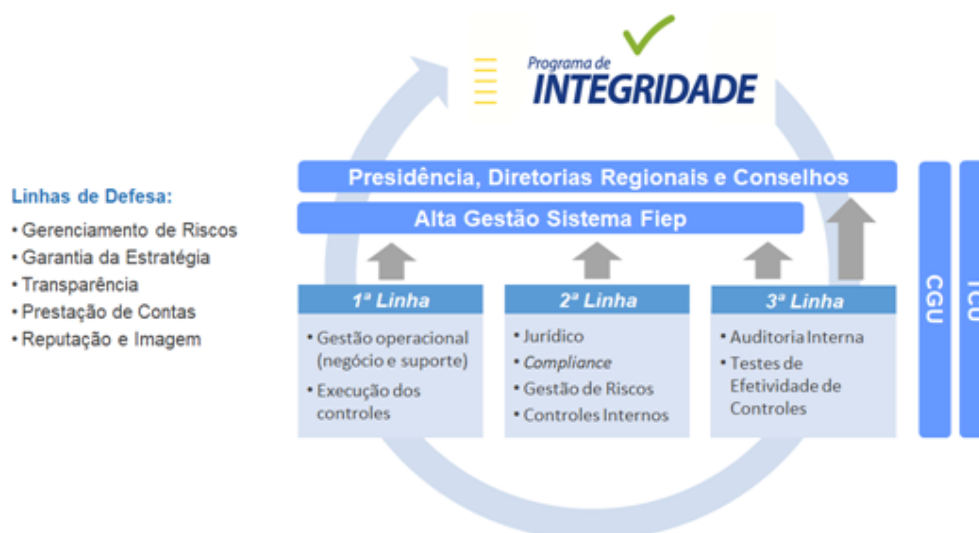 Programa de
INTEGRIDADE
Presidência, Diretorias Regionais e Conselhos
Alta Gestão Sistema Fiep
Linhas de Defesa:
• Gerenciamento de Riscos
• Garantia da Estratégia
• Transparência
• Prestação de Contas
• Reputação e Imagem
1ª Linha
• Gestão operacional
(negócio e suporte)
• Execução dos
controles
2ª Linha
• Jurídico
• Compliance
• Gestão de Riscos
• Controles Internos
3ª Linha
• Auditoria Interna
• Testes de
Efetividade de
Controles
CGU
TCU